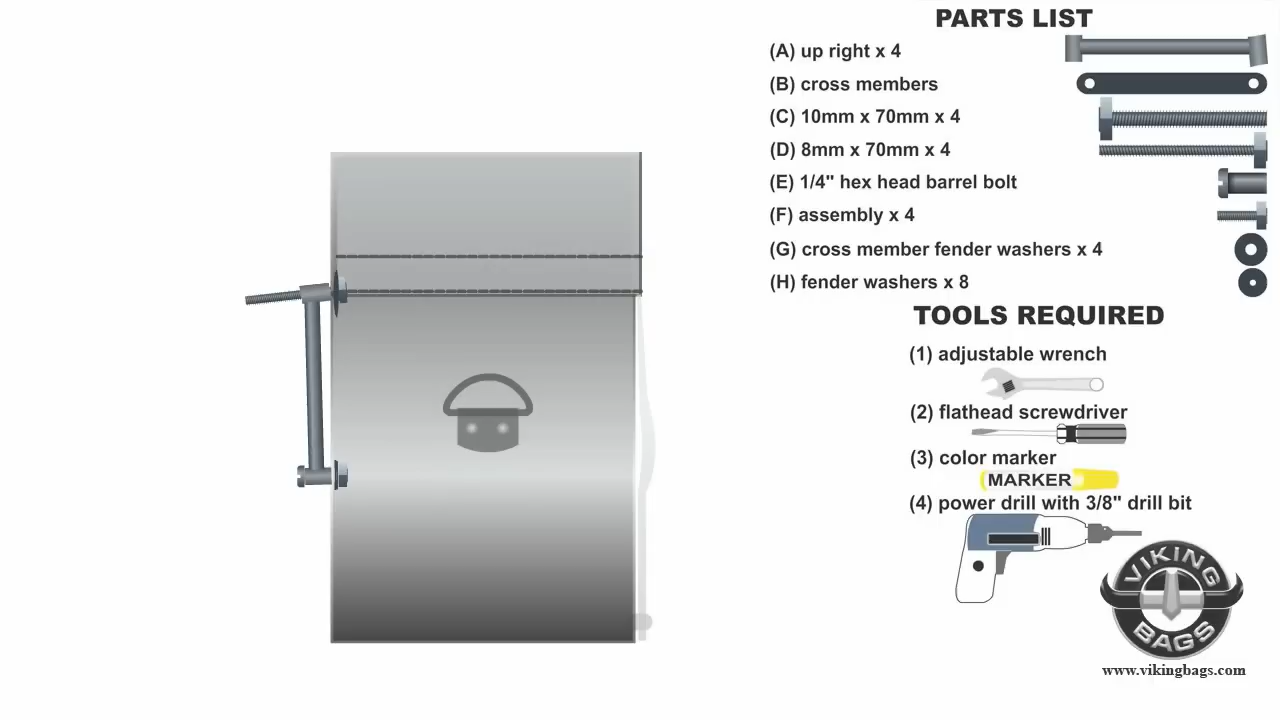 PARTS LIST
(A) up right x 4
(B) cross members
(C) 10mm x 70mm x 4
(D) 8mm x 70mm x 4
(E) 1/4" hex head barrel bolt
(F) assembly x 4
(G) cross member fender washers x 4
(H) fender washers x 8
TOOLS REQUIRED
(1) adjustable wrench
(2) flathead screwdriver
(3) color marker
MARKER
(4) power drill with 3/8" drill bit
VIKING
BAGS
www.vikingbags.com